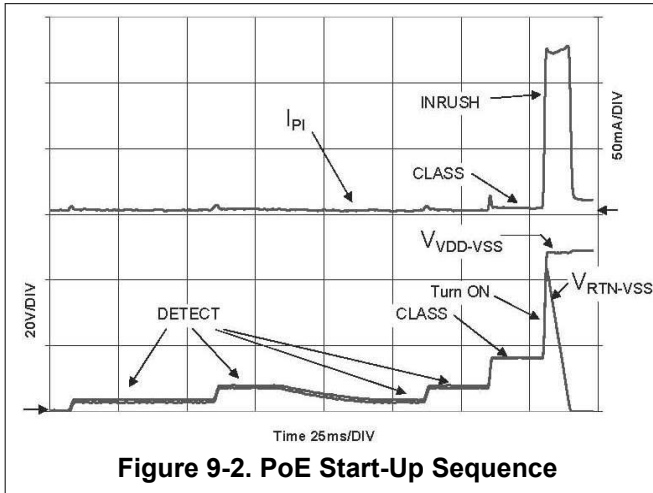 INRUSH
50mA/DIV
I_PI
CLASS
V_VDD-VSS
V_RTN-VSS
Turn ON
20V/DIV
DETECT
CLASS
Time 25ms/DIV
Figure 9-2. PoE Start-Up Sequence